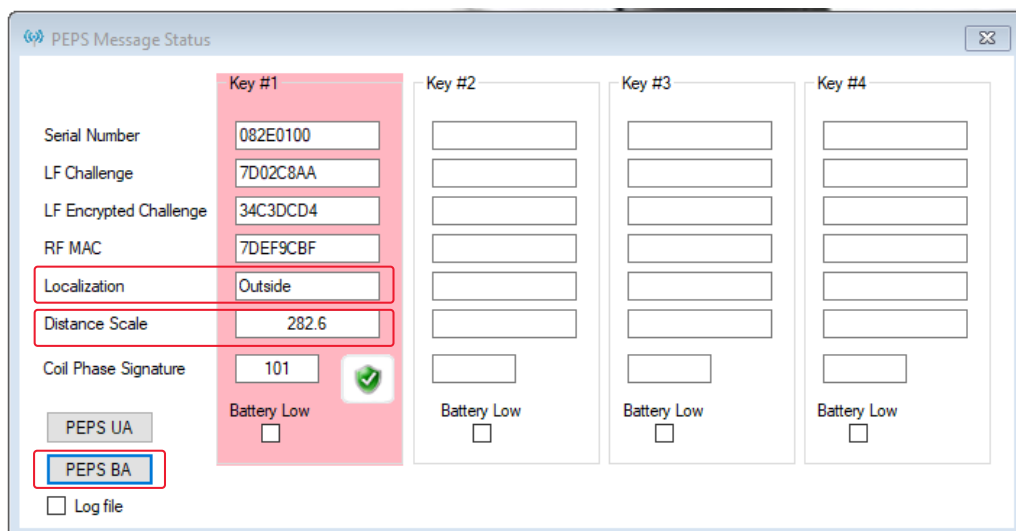 PEPS Message Status
Key #1 Key #2 Key #3 Key #4
Serial Number 082E0100
LF Challenge 7D02C8AA
LF Encrypted Challenge 34C3DCD4
RF MAC 7DEF9CBF
Localization Outside
Distance Scale 282.6
Coil Phase Signature 101
Battery Low Battery Low Battery Low Battery Low
PEPS UA
PEPS BA
Log file